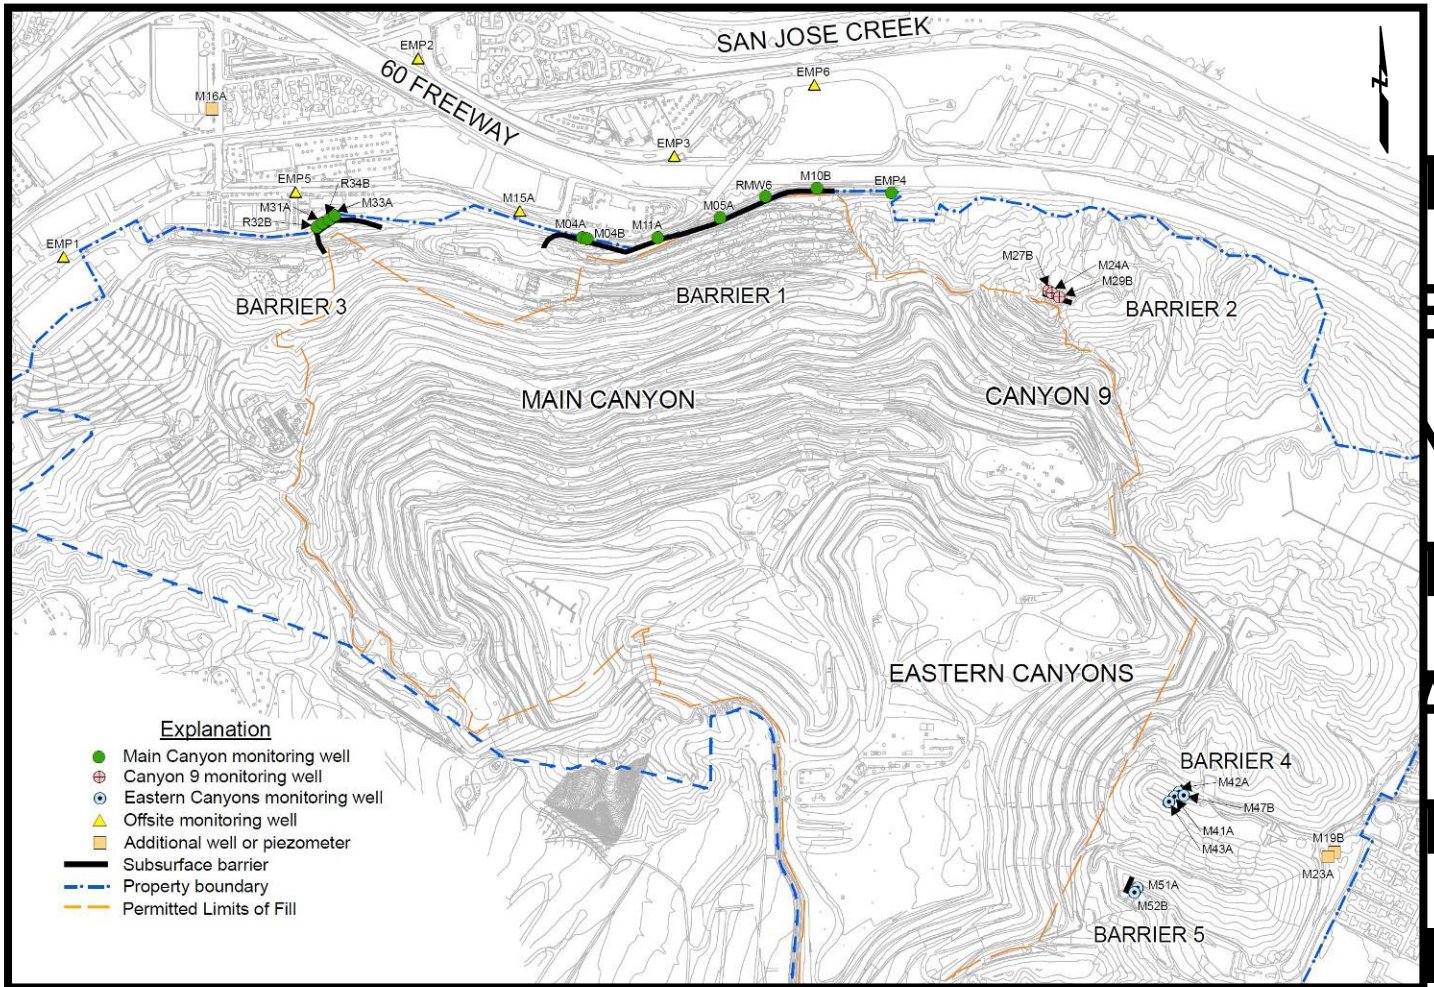 SAN JOSE CREEK
EMP2
60 FREEWAY
EMP6
M16A
EMP3
EMP5
R34B
M31A
M33A
R32B
M15A
M04A
M04B
M11A
M05A
RMW6
M10B
EMP4
EMP1
M27B
M24A
M29B
BARRIER 3
BARRIER 1
BARRIER 2
MAIN CANYON
CANYON 9
EASTERN CANYONS
Explanation
Main Canyon monitoring well
Canyon 9 monitoring well
Eastern Canyons monitoring well
Offsite monitoring well
Additional well or piezometer
Subsurface barrier
Property boundary
Permitted Limits of Fill
BARRIER 4
M42A
M47B
M41A
M43A
M19B
M23A
M51A
M52B
BARRIER 5